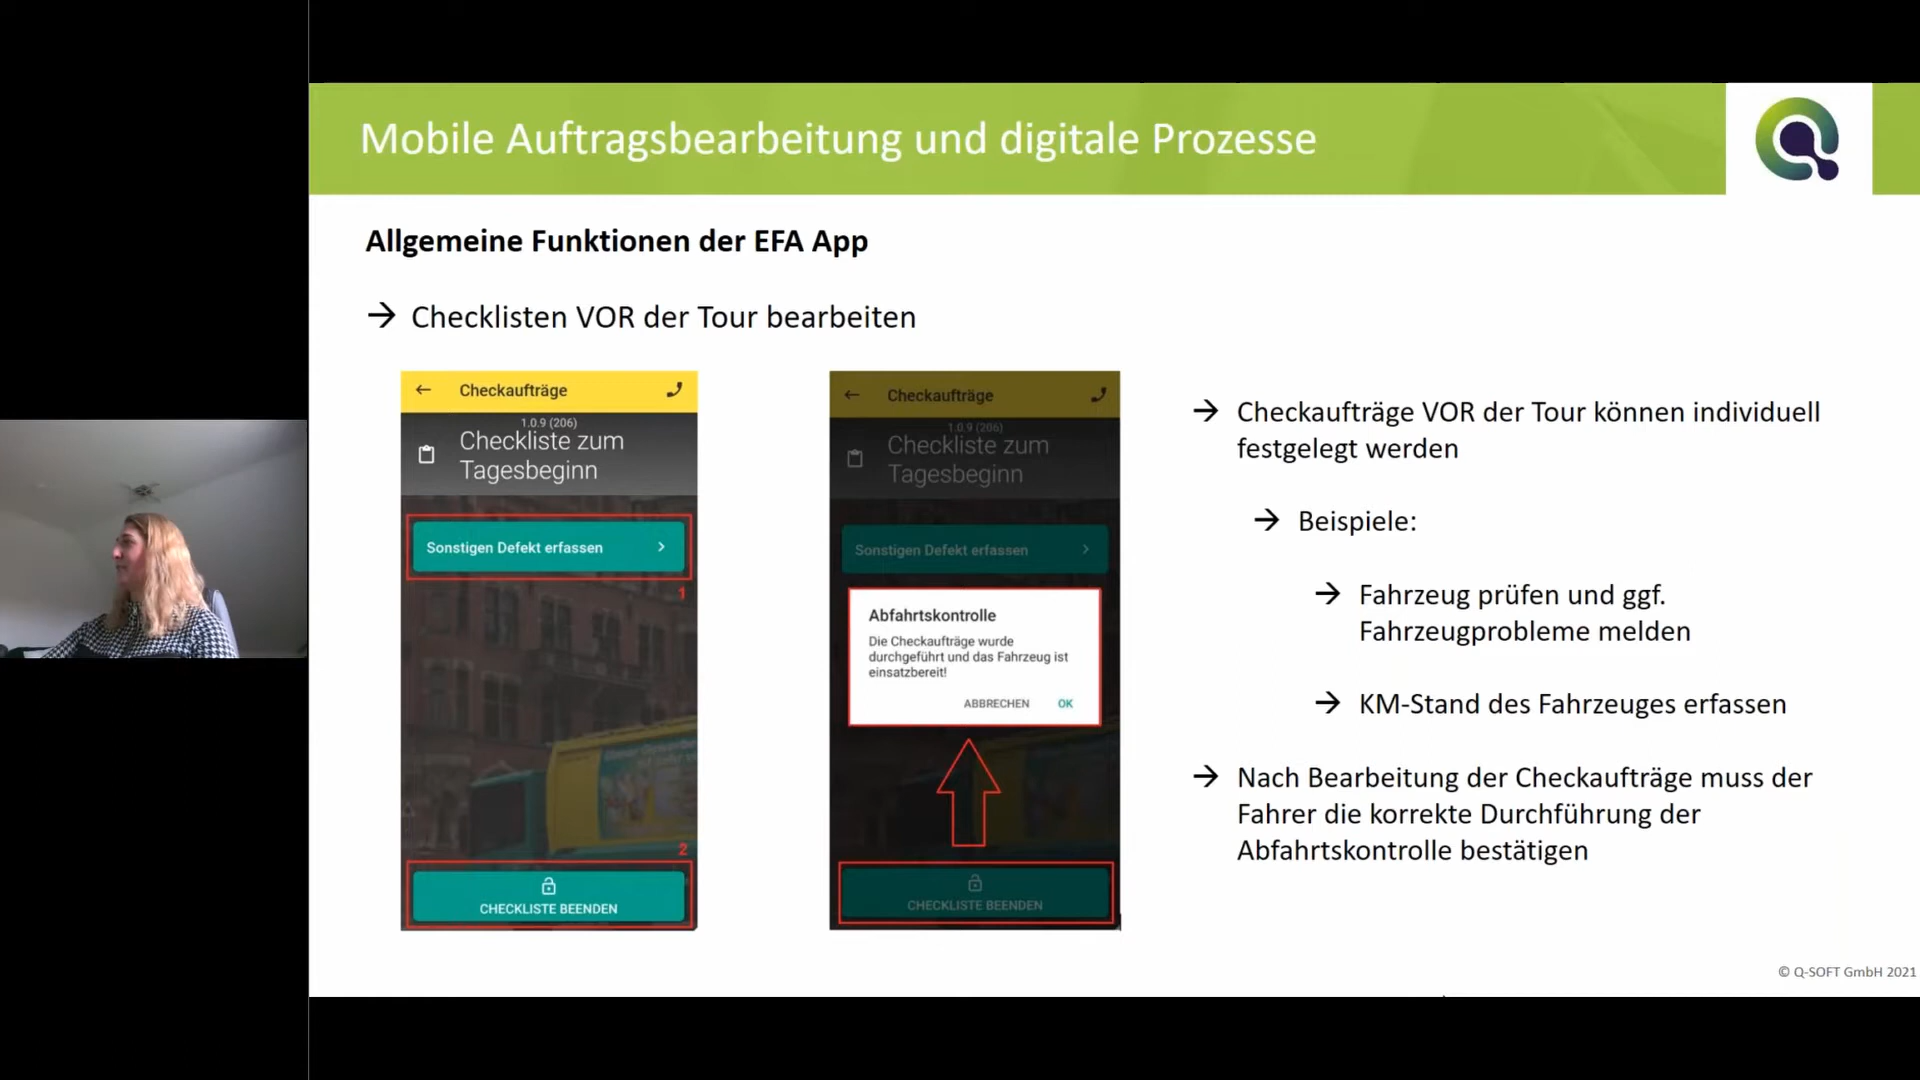 Mobile Auftragsbearbeitung und digitale Prozesse
Allgemeine Funktionen der EFA App
→ Checklisten VOR der Tour bearbeiten
Checkaufträge
1.0.9 (206)
Checkliste zum
Tagesbeginn
Sonstigen Defekt erfassen
1
2
CHECKLISTE BEENDEN
Checkaufträge
1.0.9 (206)
Checkliste zum
Tagesbeginn
Sonstigen Defekt erfassen
Abfahrtskontrolle
Die Checkaufträge wurde
durchgeführt und das Fahrzeug ist
einsatzbereit!
ABBRECHEN OK
CHECKLISTE BEENDEN
→ Checkaufträge VOR der Tour können individuell
festgelegt werden
→ Beispiele:
→ Fahrzeug prüfen und ggf.
Fahrzeugprobleme melden
→ KM-Stand des Fahrzeuges erfassen
→ Nach Bearbeitung der Checkaufträge muss der
Fahrer die korrekte Durchführung der
Abfahrtskontrolle bestätigen
© Q-SOFT GmbH 2021